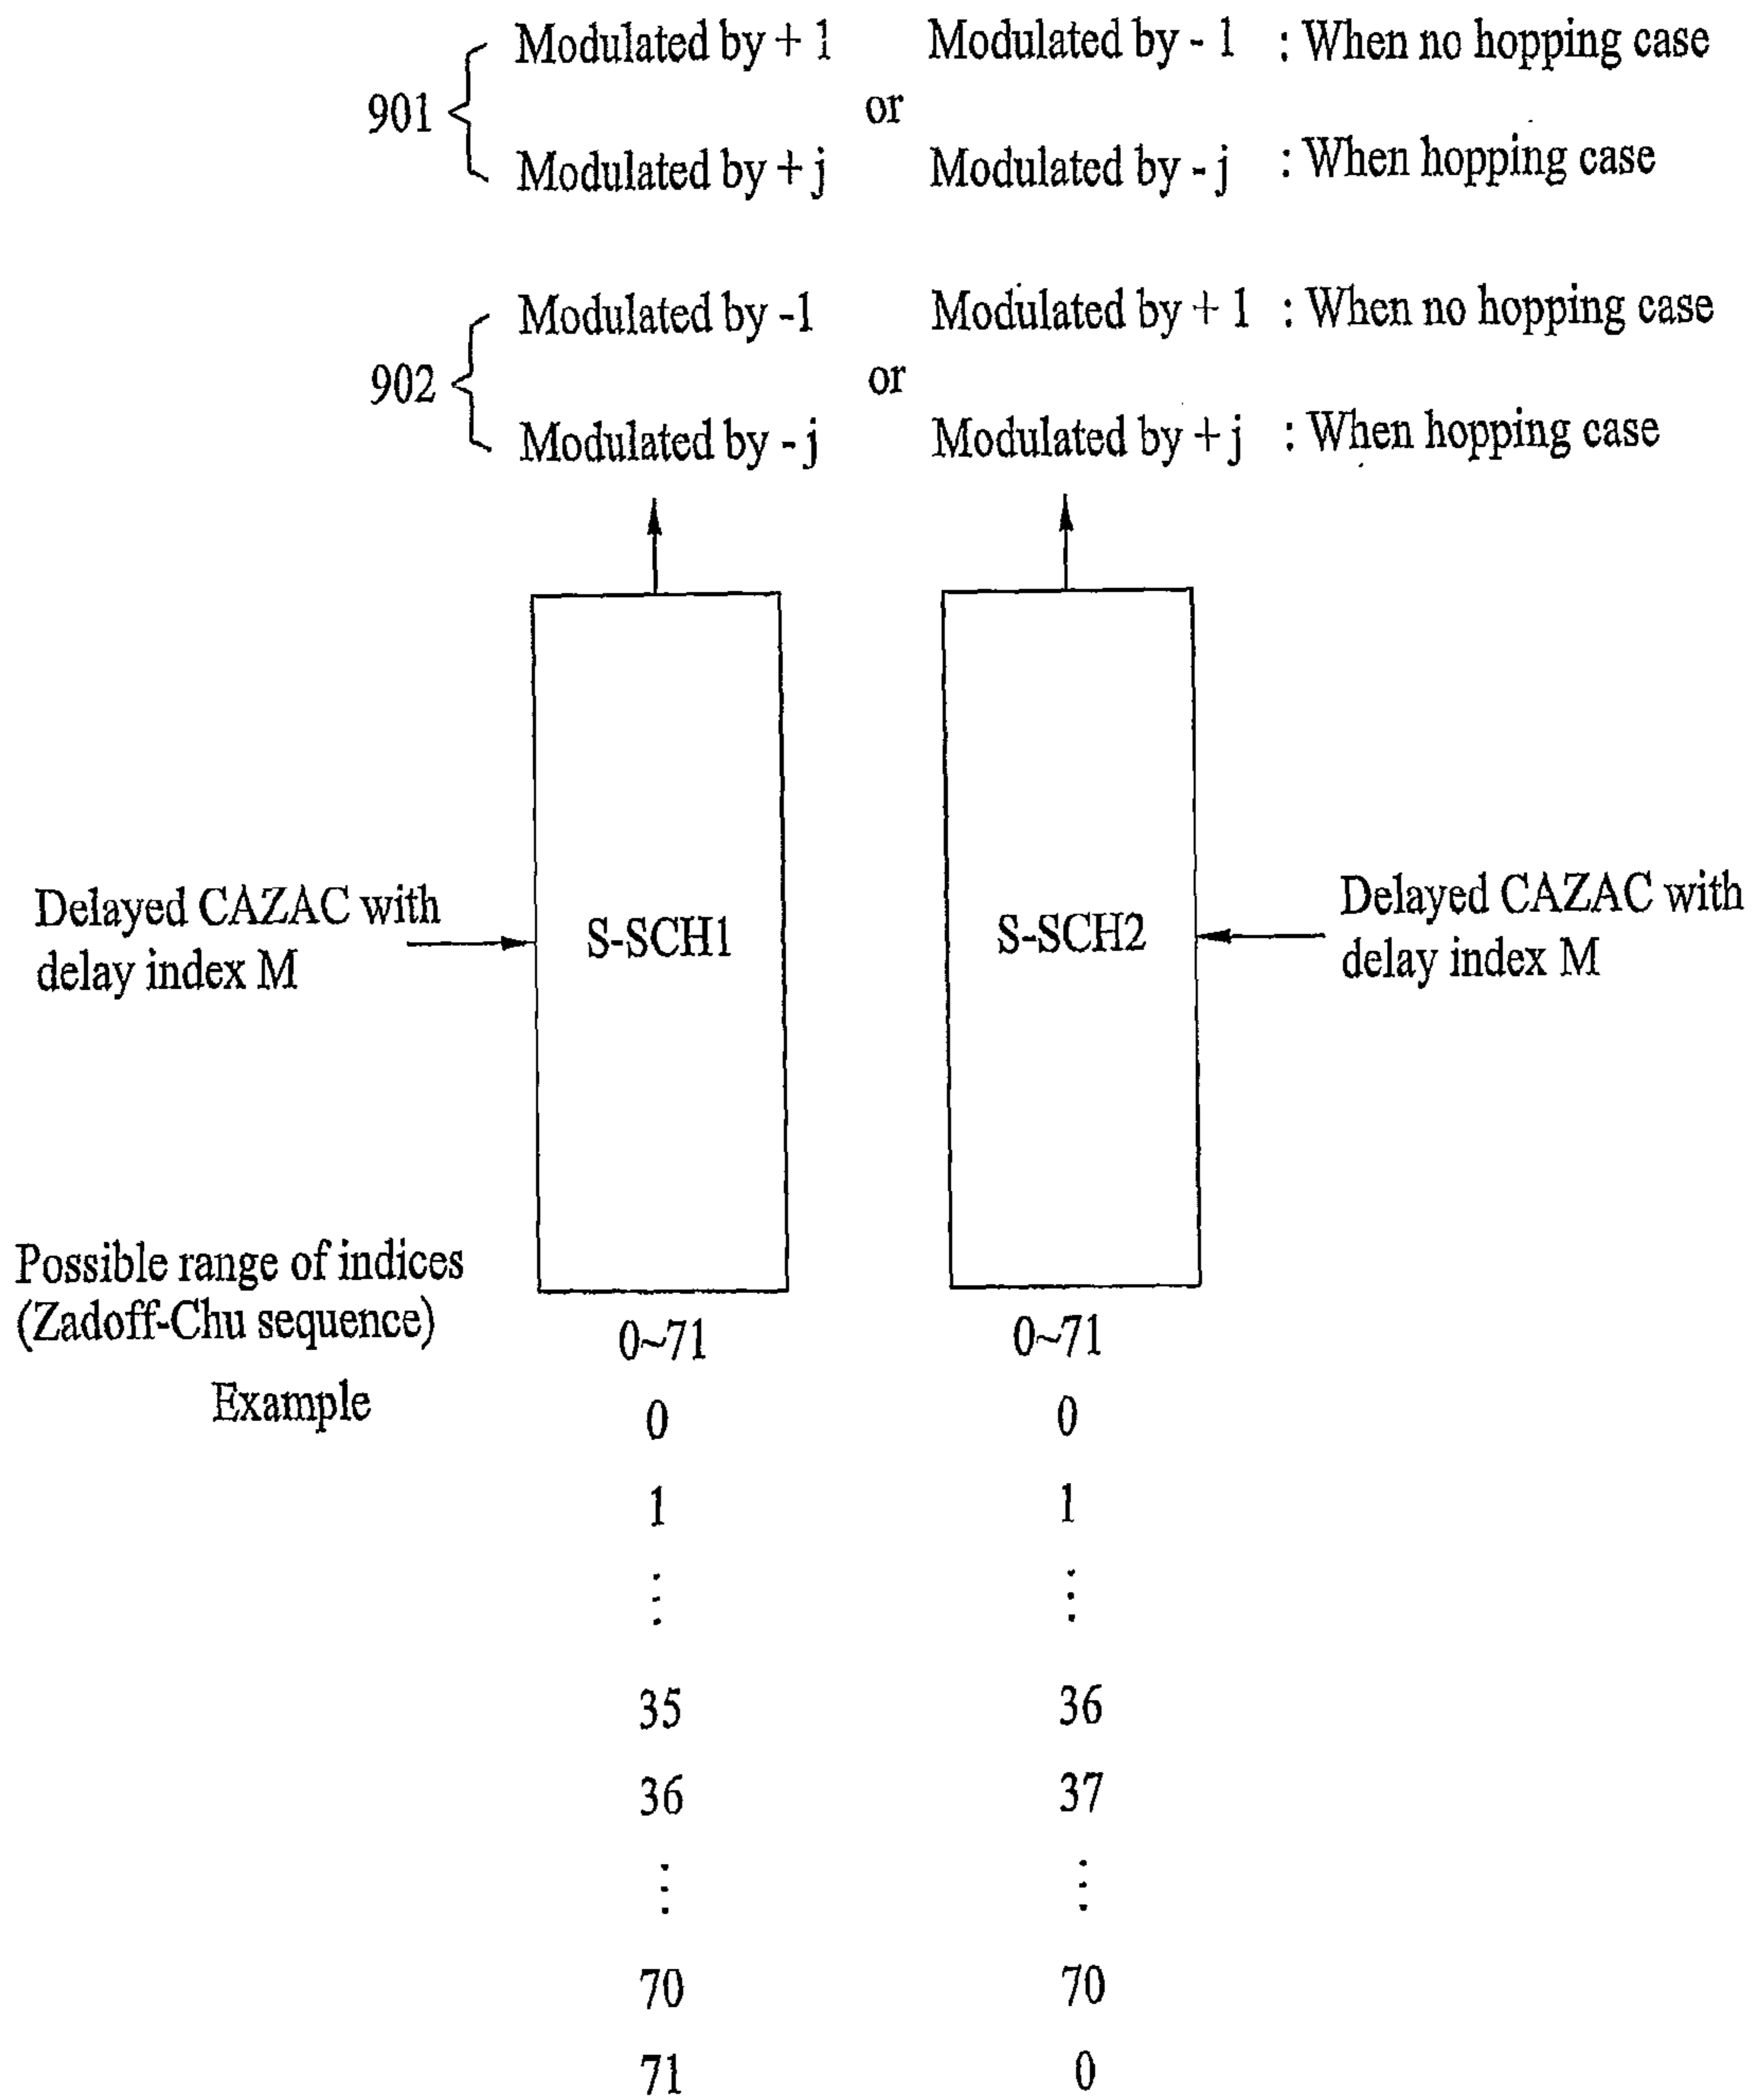 Modulated by + 1 Modulated by - 1 : When no hopping case
901 or
Modulated by + j Modulated by - j : When hopping case
Modulated by -1 Modulated by + 1 : When no hopping case
902 or
Modulated by - j Modulated by +j : When hopping case
Delayed CAZAC with
delay index M
S-SCH1
S-SCH2
Delayed CAZAC with
delay index M
Possible range of indices
(Zadoff-Chu sequence)
0~71 0~71
Example 0 0
1 1
⋮ ⋮
35 36
36 37
⋮ ⋮
70 70
71 0